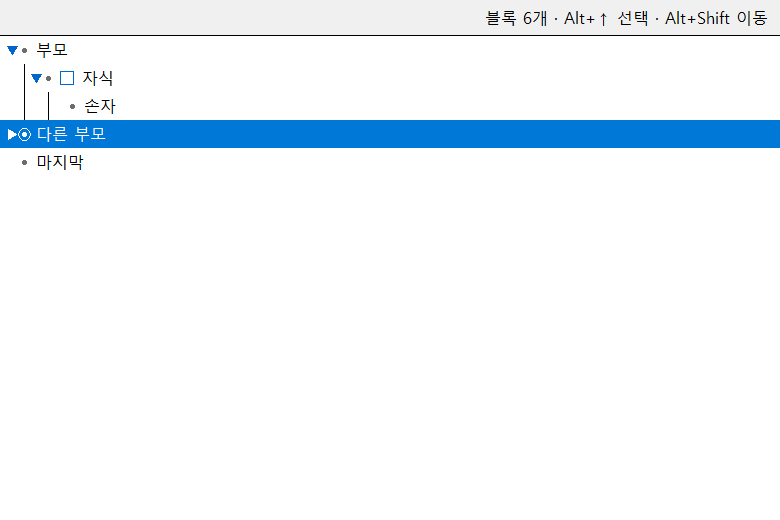 블록 6개 · Alt+↑ 선택 · Alt+Shift 이동
부모
자식
손자
다른 부모
마지막